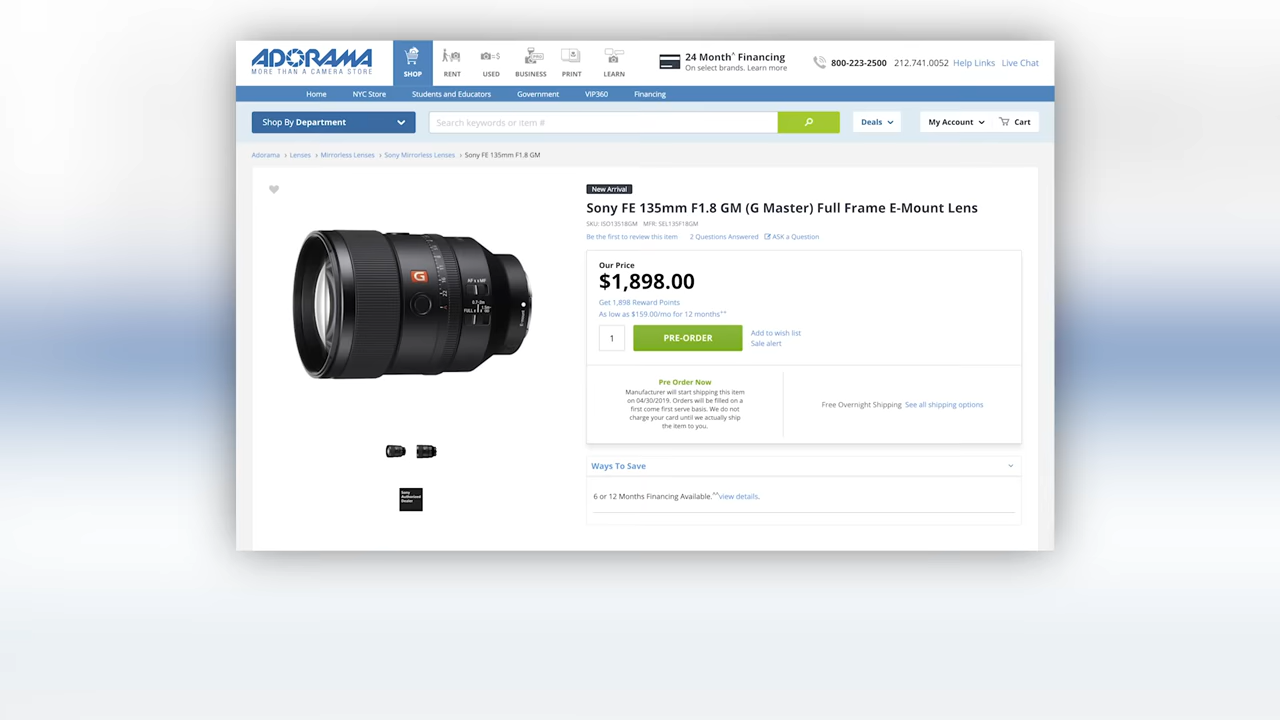 ADORAMA
MORE THAN A CAMERA STORE
SHOP
RENT
USED
BUSINESS
PRINT
LEARN
24 Month^ Financing
On select brands. Learn more
800-223-2500 212.741.0052 Help Links Live Chat
Home NYC Store Students and Educators Government VIP360 Financing
Shop By Department
Search keywords or item #
Deals
My Account
Cart
Adorama › Lenses › Mirrorless Lenses › Sony Mirrorless Lenses › Sony FE 135mm F1.8 GM
New Arrival
Sony FE 135mm F1.8 GM (G Master) Full Frame E-Mount Lens
SKU: ISO13518GM MFR: SEL135F18GM
Be the first to review this item 2 Questions Answered ASK a Question
Our Price
$1,898.00
Get 1,898 Reward Points
As low as $159.00/mo for 12 months^^
1
PRE-ORDER
Add to wish list
Sale alert
Pre Order Now
Manufacturer will start shipping this item
on 04/30/2019. Orders will be filled on a
first come first serve basis. We do not
charge your card until we actually ship
the item to you.
Free Overnight Shipping See all shipping options
G
Sony
Authorized
Dealer
Ways To Save
6 or 12 Months Financing Available.^^view details.